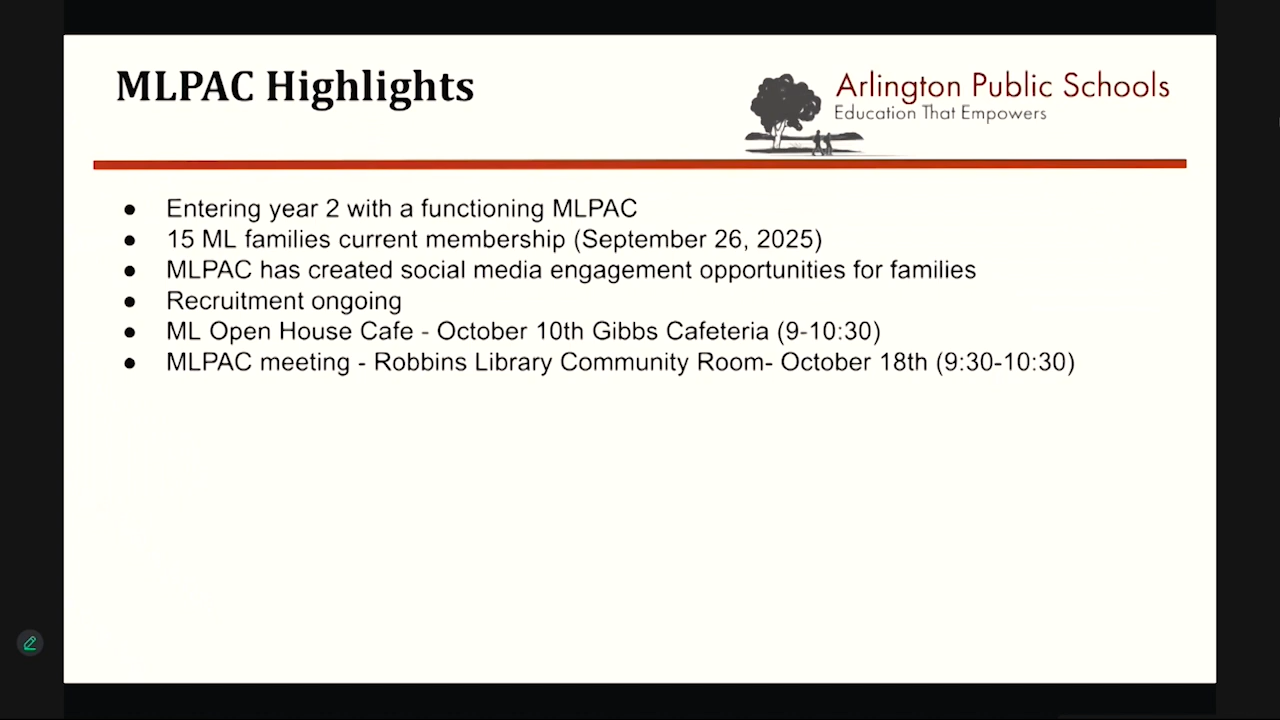 MLPAC Highlights
Arlington Public Schools
Education That Empowers
● Entering year 2 with a functioning MLPAC
● 15 ML families current membership (September 26, 2025)
● MLPAC has created social media engagement opportunities for families
● Recruitment ongoing
● ML Open House Cafe - October 10th Gibbs Cafeteria (9-10:30)
● MLPAC meeting - Robbins Library Community Room- October 18th (9:30-10:30)